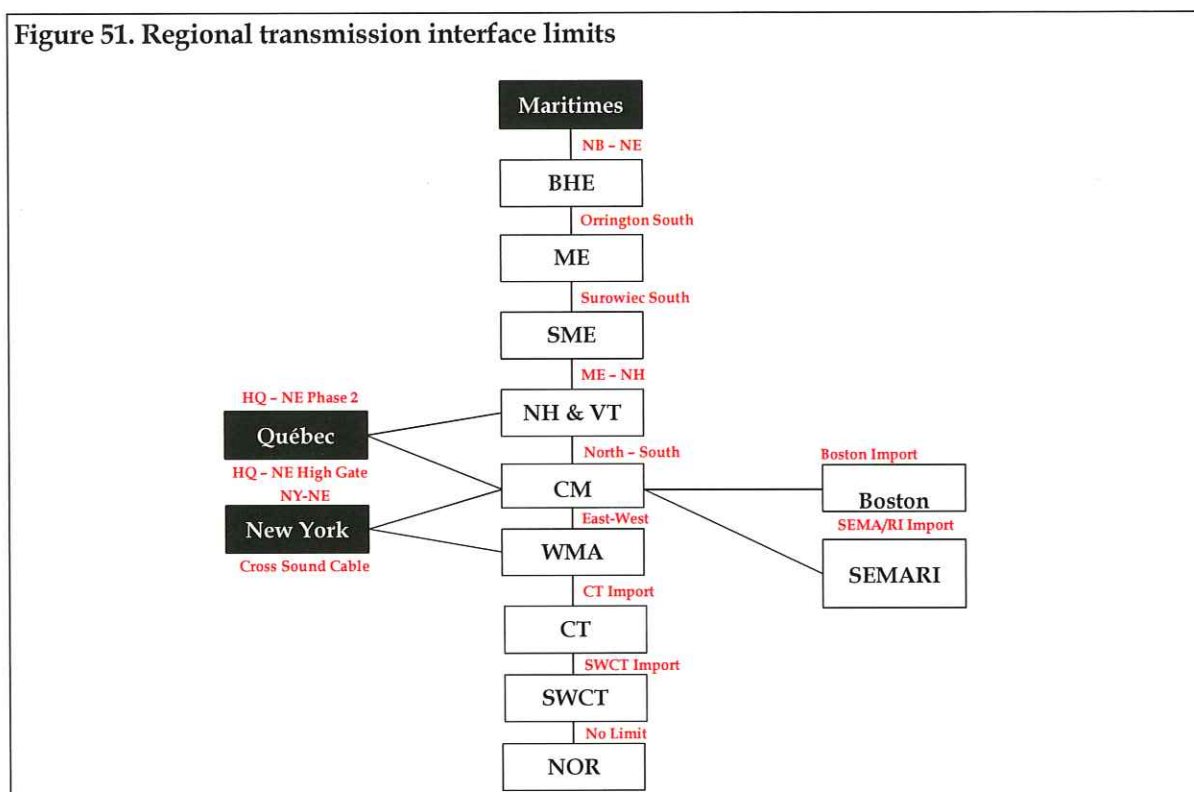 Figure 51. Regional transmission interface limits
Maritimes
NB – NE
BHE
Orrington South
ME
Surowiec South
SME
ME – NH
HQ – NE Phase 2
NH & VT
Québec
North – South
Boston Import
HQ – NE High Gate
NY-NE
CM
Boston
East-West
SEMA/RI Import
New York
WMA
Cross Sound Cable
SEMARI
CT Import
CT
SWCT Import
SWCT
No Limit
NOR